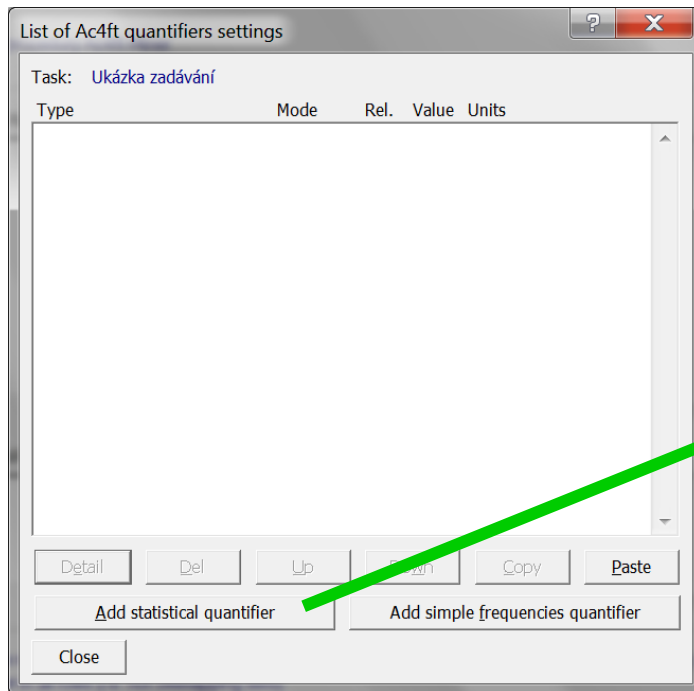 List of Ac4ft quantifiers settings ? X
Task: Ukázka zadávání
Type Mode Rel. Value Units
Detail Del Up Down Copy Paste
Add statistical quantifier Add simple frequencies quantifier
Close